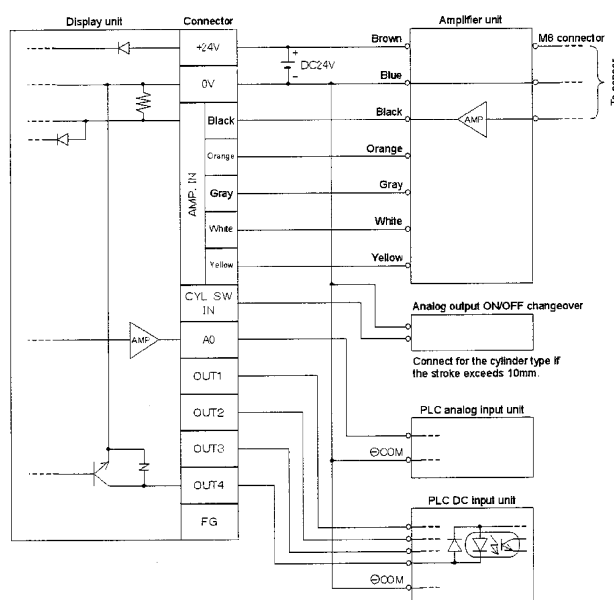 Display unit
Connector
Amplifier unit
+24V
Brown
M8 connector
DC24V
+
-
0V
Blue
To sensor
AMP. IN
Black
Black
AMP
Orange
Orange
Gray
Gray
White
White
Yellow
Yellow
CYL SW
IN
Analog output ON/OFF changeover
AMP
A0
Connect for the cylinder type if
the stroke exceeds 10mm.
OUT1
OUT2
PLC analog input unit
OUT3
⊖COM
OUT4
PLC DC input unit
FG
⊖COM